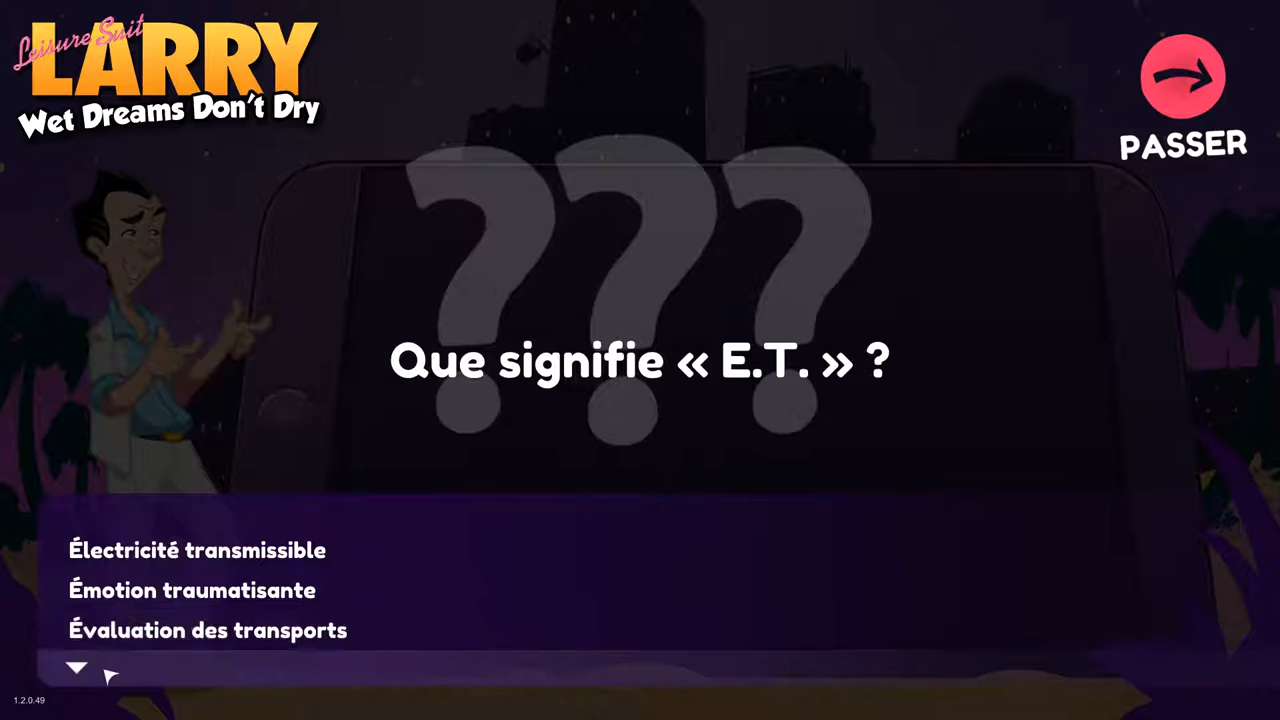 Leisure Suit
LARRY
Wet Dreams Don't Dry
PASSER
???
Que signifie « E.T. » ?
Électricité transmissible
Émotion traumatisante
Évaluation des transports
1.2.0.49